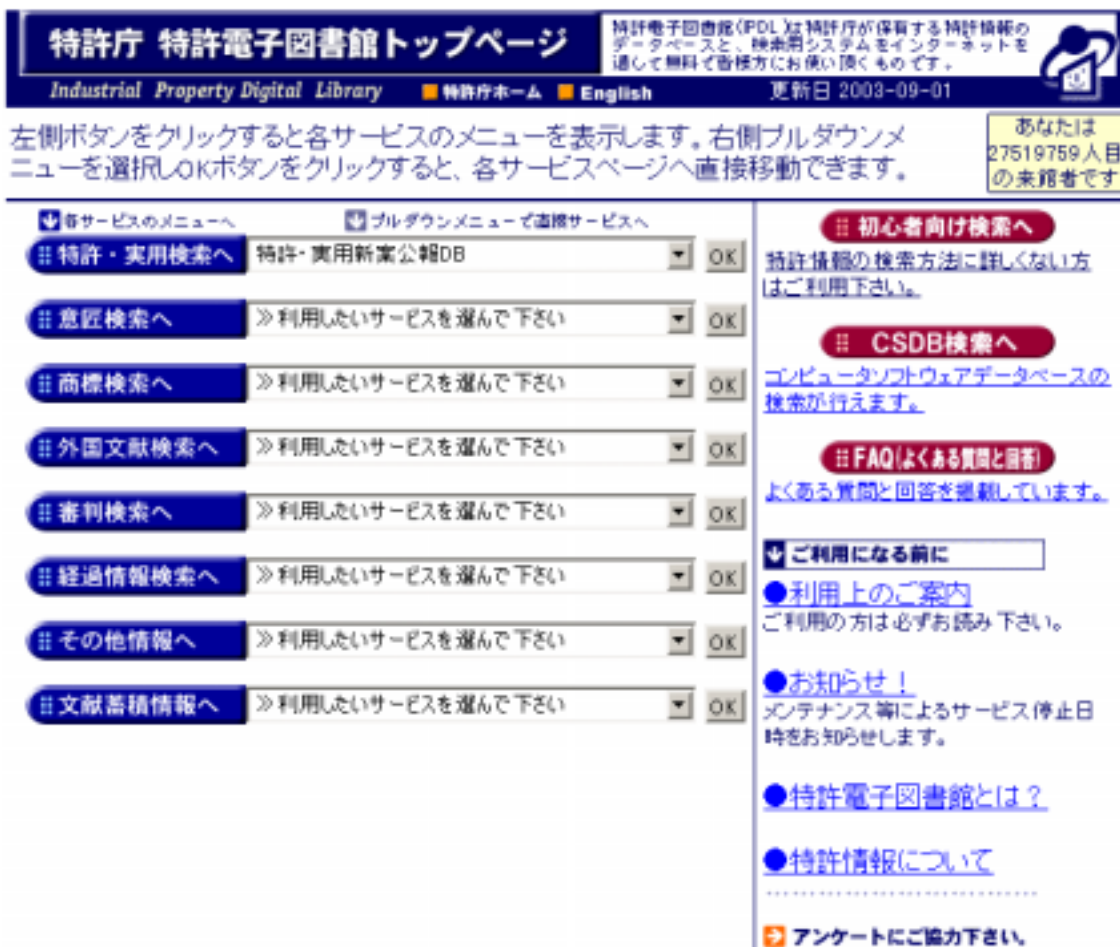 特許庁 特許電子図書館トップページ
特許電子図書館(IPDL)は特許庁が保有する特許情報の
データベースと、検索用システムをインターネットを
通して無料で皆様方にお使い頂くものです。
Industrial Property Digital Library
特許庁ホーム
English
更新日 2003-09-01
左側ボタンをクリックすると各サービスのメニューを表示します。右側プルダウンメ
ニューを選択しOKボタンをクリックすると、各サービスページへ直接移動できます。
あなたは
27519759人目
の来館者です
各サービスのメニューへ
プルダウンメニューで直接サービスへ
特許・実用検索へ 特許・実用新案公報DB OK
意匠検索へ ≫利用したいサービスを選んで下さい OK
商標検索へ ≫利用したいサービスを選んで下さい OK
外国文献検索へ ≫利用したいサービスを選んで下さい OK
審判検索へ ≫利用したいサービスを選んで下さい OK
経過情報検索へ ≫利用したいサービスを選んで下さい OK
その他情報へ ≫利用したいサービスを選んで下さい OK
文献蓄積情報へ ≫利用したいサービスを選んで下さい OK
初心者向け検索へ
特許情報の検索方法に詳しくない方
はご利用下さい。
CSDB検索へ
コンピュータソフトウェアデータベースの
検索が行えます。
FAQ(よくある質問と回答)
よくある質問と回答を掲載しています。
ご利用になる前に
●利用上のご案内
ご利用の方は必ずお読み下さい。
●お知らせ！
メンテナンス等によるサービス停止日
時をお知らせします。
●特許電子図書館とは？
●特許情報について
アンケートにご協力下さい。